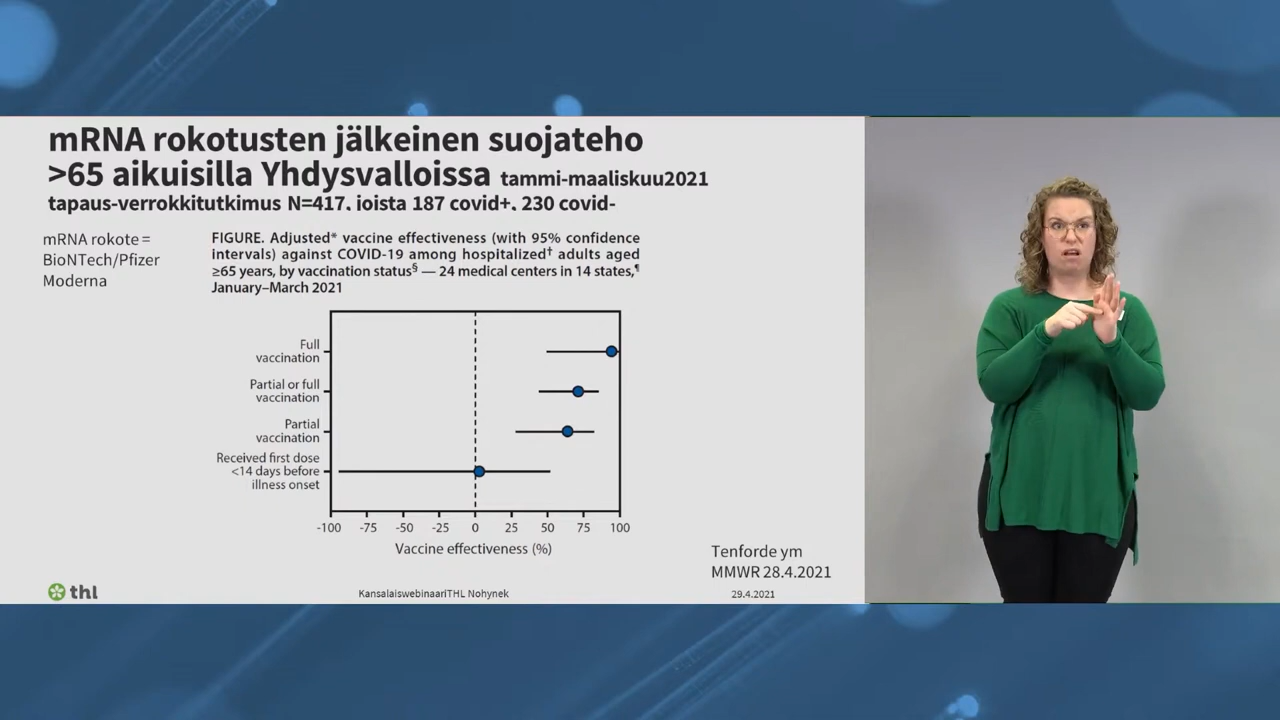 mRNA rokotusten jälkeinen suojateho
>65 aikuisilla Yhdysvalloissa tammi-maaliskuu2021
tapaus-verrokkitutkimus N=417, joista 187 covid+, 230 covid-
mRNA rokote =
BioNTech/Pfizer
Moderna
FIGURE. Adjusted* vaccine effectiveness (with 95% confidence
intervals) against COVID-19 among hospitalized† adults aged
≥65 years, by vaccination status§ — 24 medical centers in 14 states,¶
January–March 2021
Full
vaccination
Partial or full
vaccination
Partial
vaccination
Received first dose
<14 days before
illness onset
-100 -75 -50 -25 0 25 50 75 100
Vaccine effectiveness (%)
Tenforde ym
MMWR 28.4.2021
thl
KansalaiswebinaariTHL Nohynek
29.4.2021